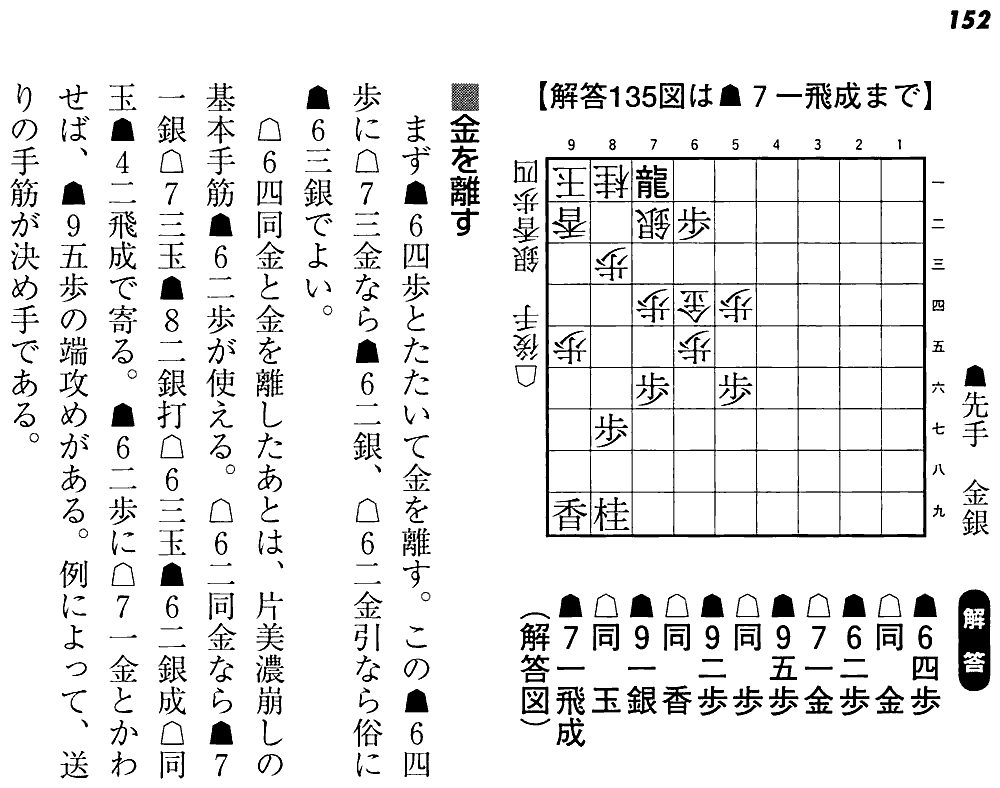 152
【解答135図は☗7一飛成まで】
9 8 7 6 5 4 3 2 1
王 桂 龍 一
香 銀 歩 二
歩 三
歩 金 歩 四
歩 歩 五
歩 歩 六
歩 七
八
香 桂 九
☗先手 金銀
☖後手 銀香歩四
解答
☗6四歩
☖同 金
☗6二歩
☖7一金
☗9五歩
☖同 歩
☗9二歩
☖同 香
☗9一銀
☖同 玉
☗7一飛成
(解答図)
金を離す
まず☗6四歩とたたいて金を離す。この☗6四
歩に☖7三金なら☗6二銀、☖6二金引なら俗に
☗6三銀でよい。
☖6四同金と金を離したあとは、片美濃崩しの
基本手筋☗6二歩が使える。☖6二同金なら☗7
一銀☖7三玉☗8二銀打☖6三玉☗6二銀成☖同
玉☗4二飛成で寄る。☗6二歩に☖7一金とかわ
せば、☗9五歩の端攻めがある。例によって、送
りの手筋が決め手である。